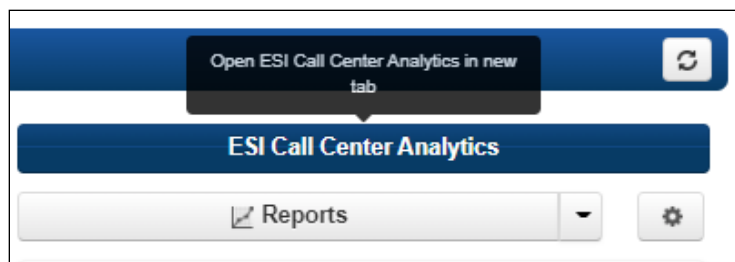 Open ESI Call Center Analytics in new
tab
ESI Call Center Analytics
Reports